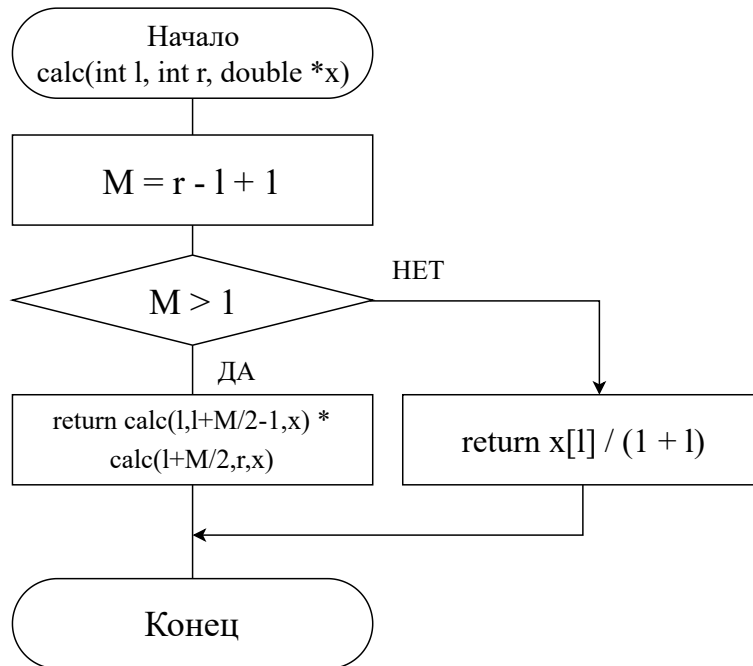 Начало
calc(int l, int r, double *x)
M = r - l + 1
M > 1
НЕТ
ДА
return calc(l,l+M/2-1,x) *
calc(l+M/2,r,x)
return x[l] / (1 + l)
Конец